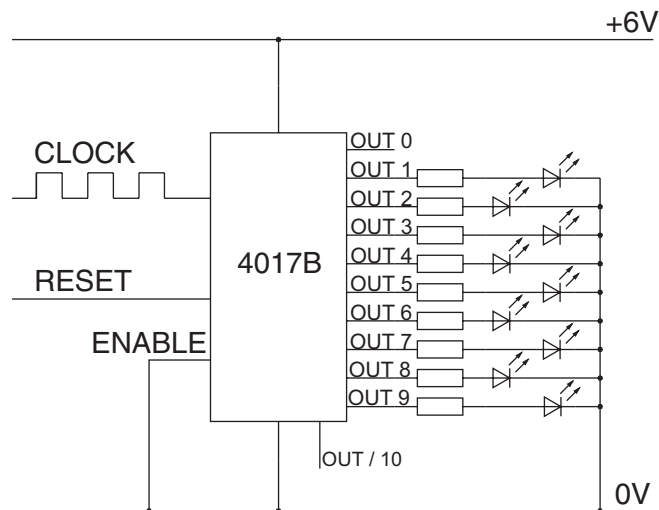 +6V
CLOCK
RESET
ENABLE
4017B
OUT 0
OUT 1
OUT 2
OUT 3
OUT 4
OUT 5
OUT 6
OUT 7
OUT 8
OUT 9
OUT / 10
0V